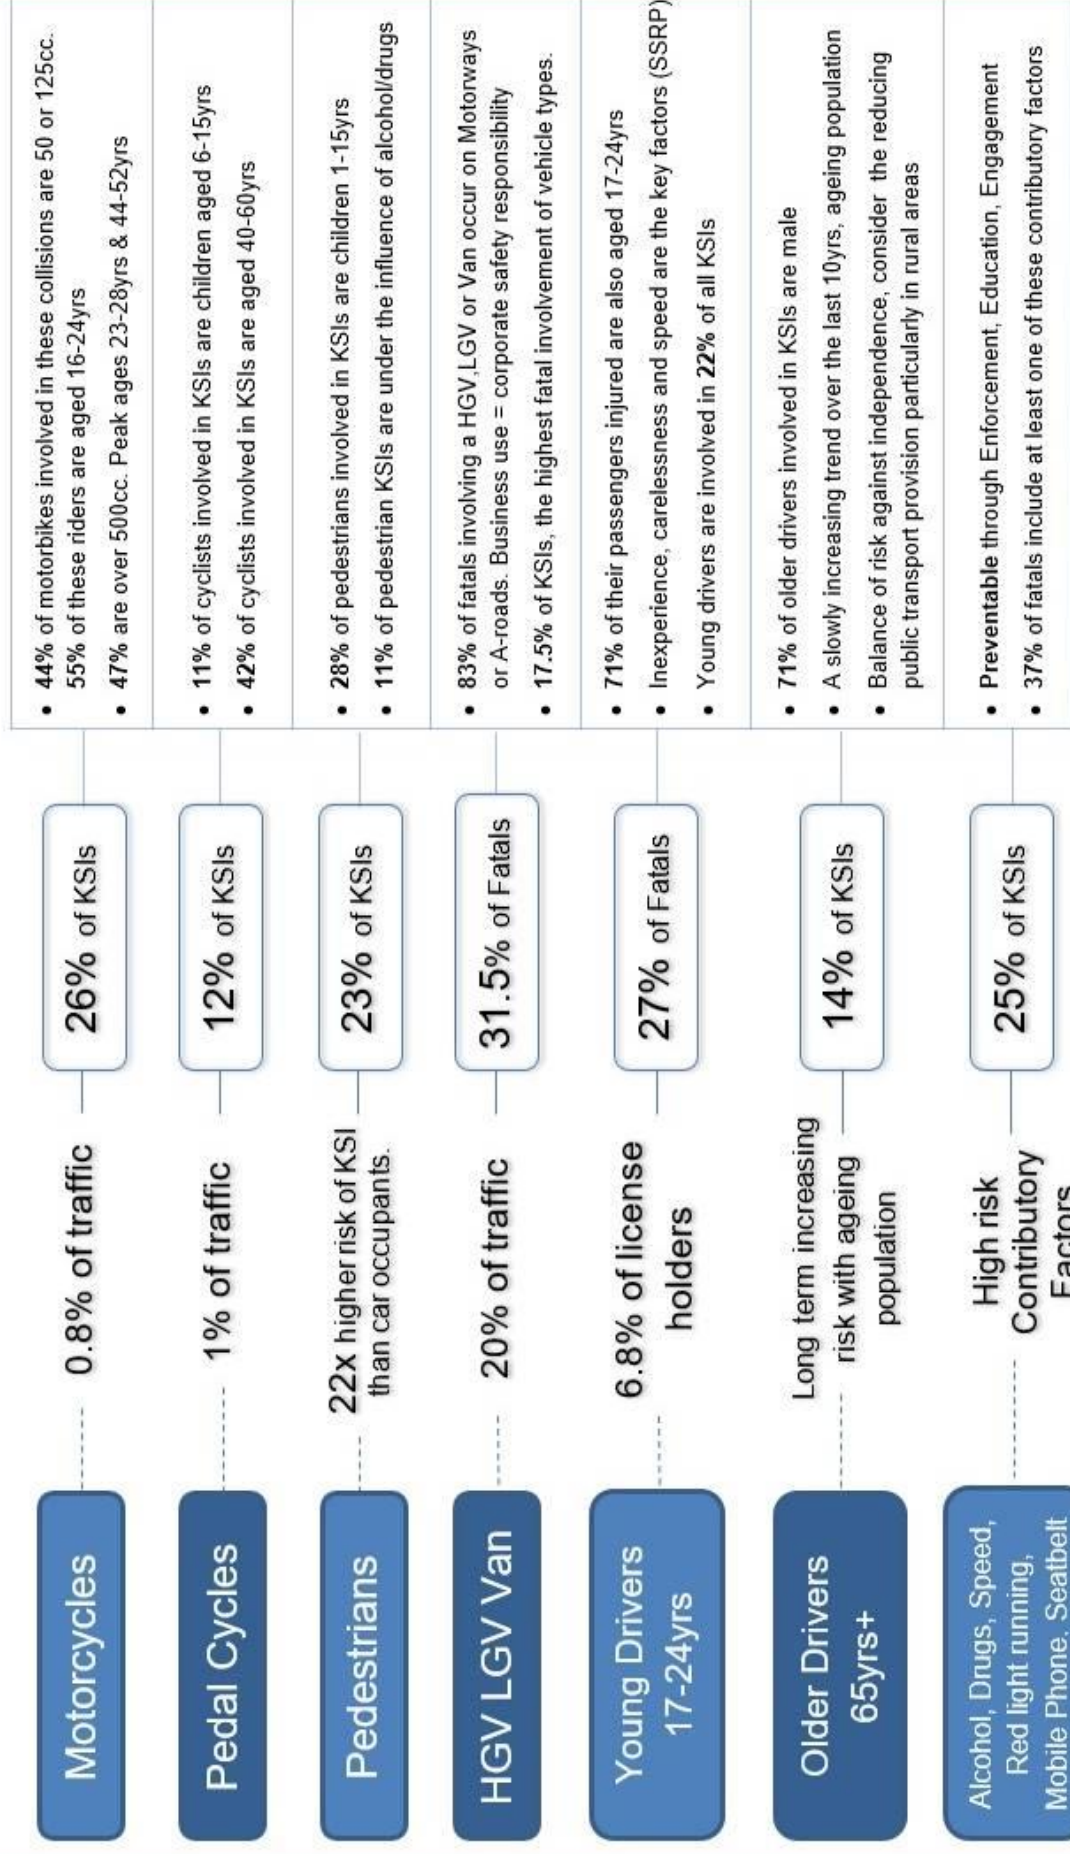 Motorcycles
0.8% of traffic
26% of KSIs
• 44% of motorbikes involved in these collisions are 50 or 125cc.
55% of these riders are aged 16-24yrs
• 47% are over 500cc. Peak ages 23-28yrs & 44-52yrs
Pedal Cycles
1% of traffic
12% of KSIs
• 11% of cyclists involved in KSIs are children aged 6-15yrs
• 42% of cyclists involved in KSIs are aged 40-60yrs
Pedestrians
22x higher risk of KSI
than car occupants.
23% of KSIs
• 28% of pedestrians involved in KSIs are children 1-15yrs
• 11% of pedestrian KSIs are under the influence of alcohol/drugs
HGV LGV Van
20% of traffic
31.5% of Fatals
• 83% of fatals involving a HGV,LGV or Van occur on Motorways
or A-roads. Business use = corporate safety responsibility
• 17.5% of KSIs, the highest fatal involvement of vehicle types.
Young Drivers
17-24yrs
6.8% of license
holders
27% of Fatals
• 71% of their passengers injured are also aged 17-24yrs
• Inexperience, carelessness and speed are the key factors (SSRP)
• Young drivers are involved in 22% of all KSIs
Older Drivers
65yrs+
Long term increasing
risk with ageing
population
14% of KSIs
• 71% of older drivers involved in KSIs are male
• A slowly increasing trend over the last 10yrs, ageing population
• Balance of risk against independence, consider the reducing
public transport provision particularly in rural areas
Alcohol, Drugs, Speed,
Red light running,
Mobile Phone, Seatbelt
High risk
Contributory
Factors
25% of KSIs
• Preventable through Enforcement, Education, Engagement
• 37% of fatals include at least one of these contributory factors